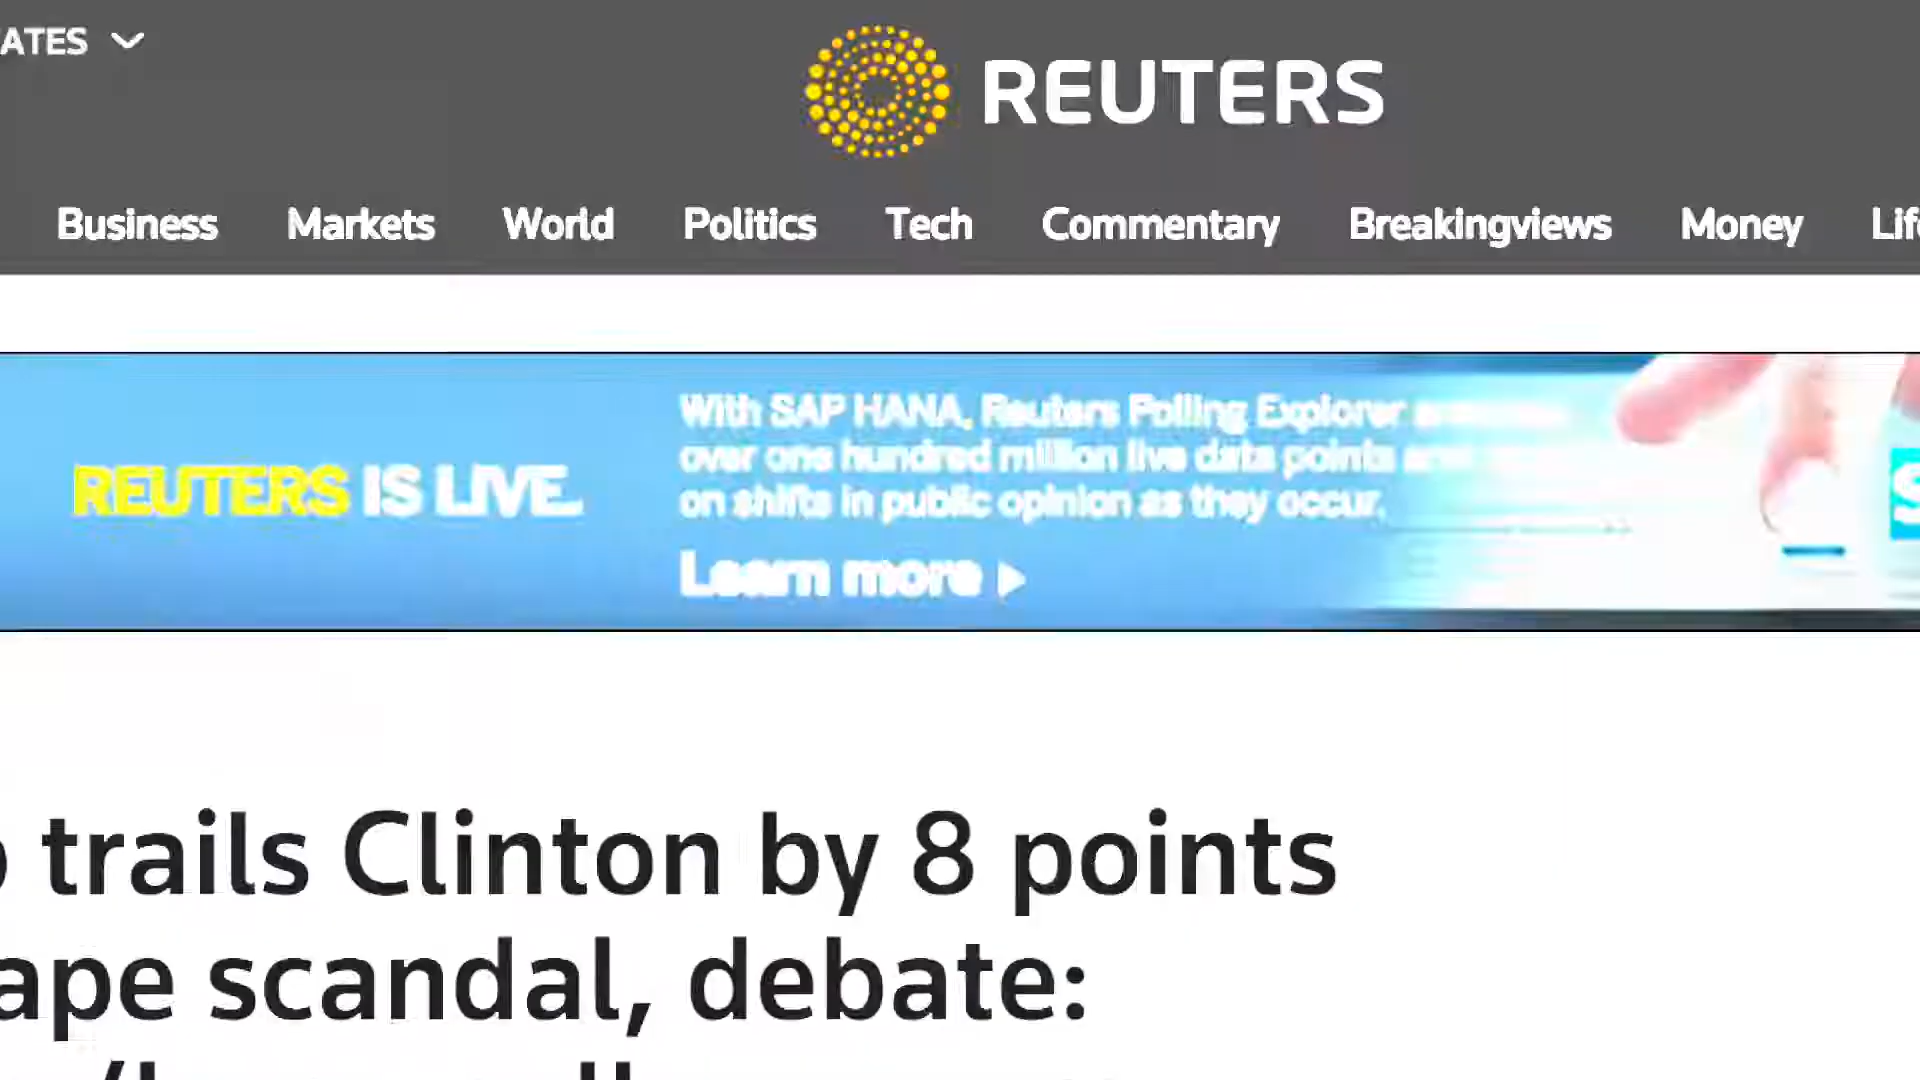 ATES
REUTERS
Business Markets World Politics Tech Commentary Breakingviews Money Lif
REUTERS IS LIVE.
With SAP HANA, Reuters Polling Explorer
over one hundred million live data points
on shifts in public opinion as they occur.
Learn more
trails Clinton by 8 points
ape scandal, debate: